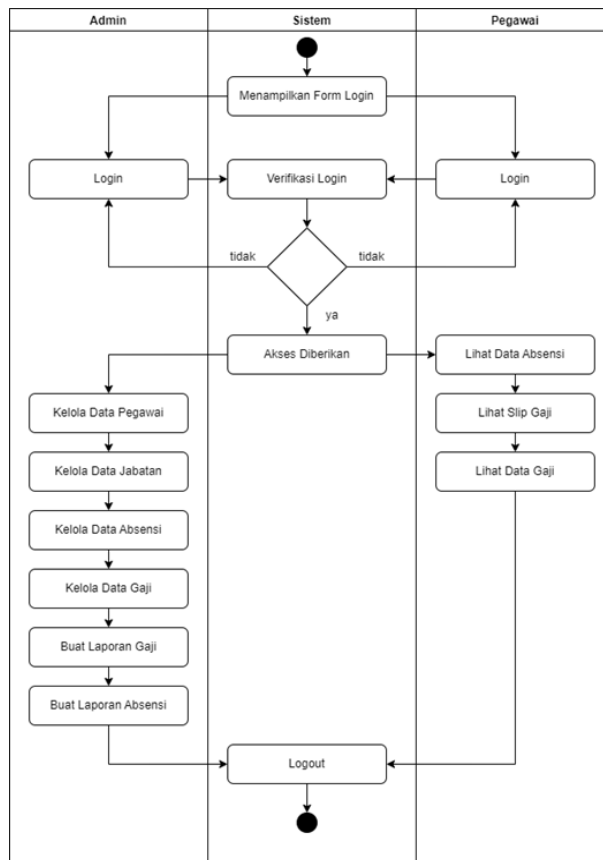 Admin
Sistem
Pegawai
Menampilkan Form Login
Login
Verifikasi Login
Login
tidak
tidak
ya
Akses Diberikan
Lihat Data Absensi
Kelola Data Pegawai
Lihat Slip Gaji
Kelola Data Jabatan
Lihat Data Gaji
Kelola Data Absensi
Kelola Data Gaji
Buat Laporan Gaji
Buat Laporan Absensi
Logout